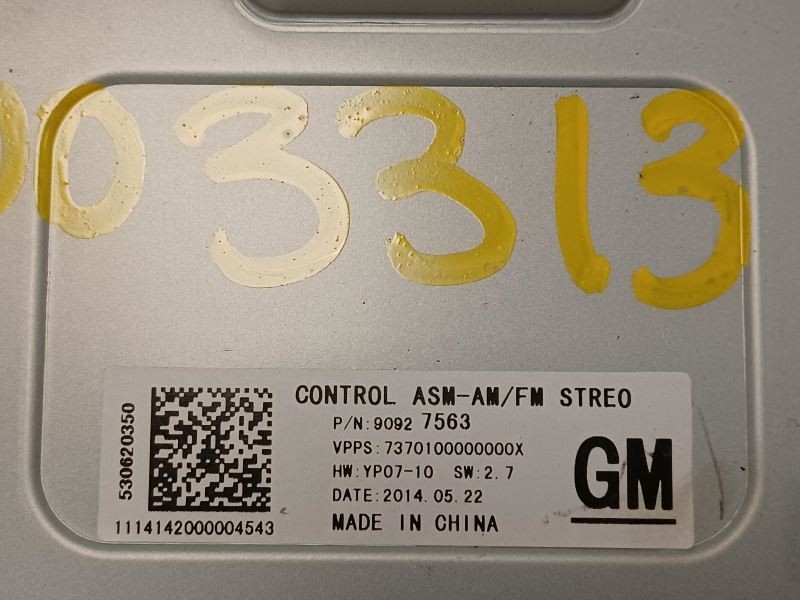 003313
CONTROL ASM-AM/FM STREO
P/N:9092 7563
VPPS:7370100000000X
HW:YP07-10 SW:2.7
DATE:2014.05.22
MADE IN CHINA
GM
530620350
1114142000004543